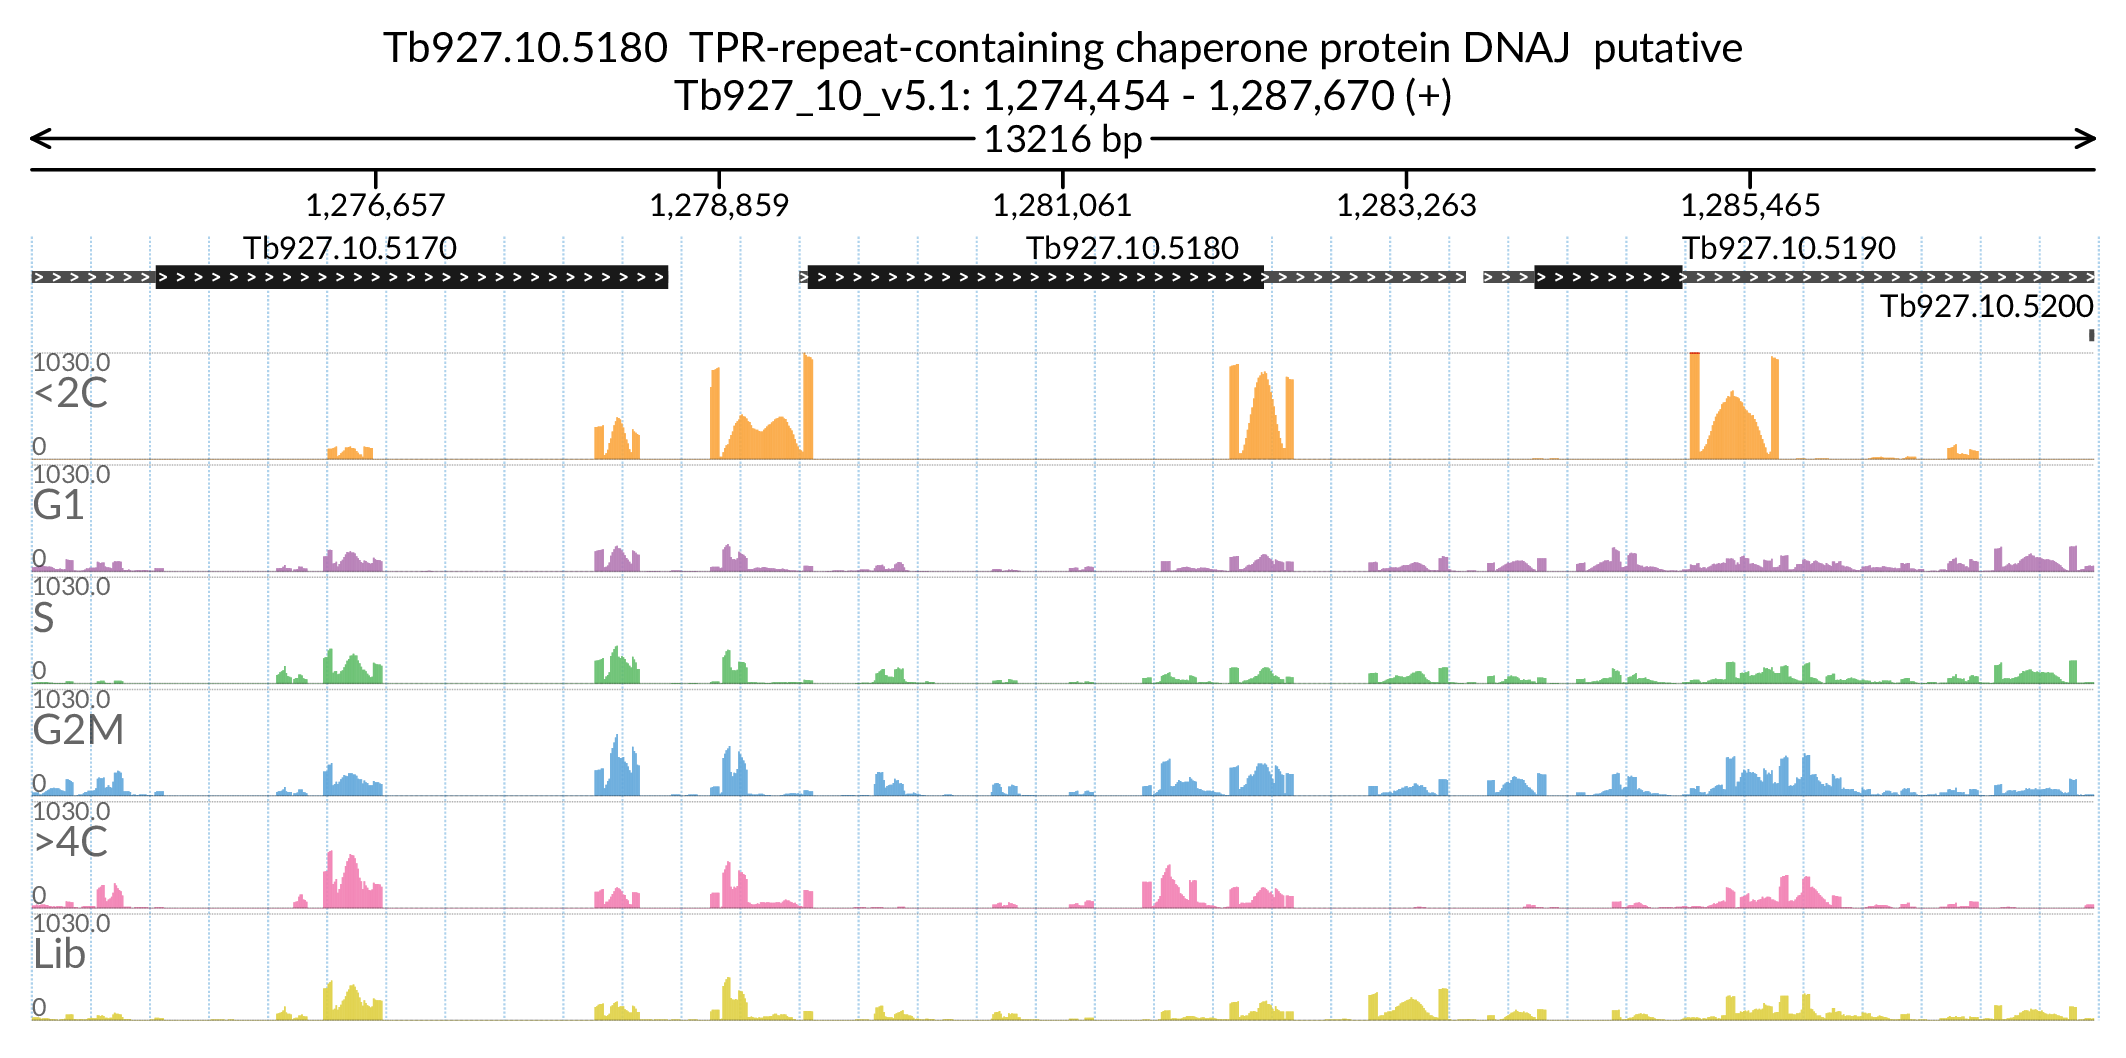 Tb927.10.5180  TPR-repeat-containing chaperone protein DNAJ  putative
Tb927_10_v5.1: 1,274,454 - 1,287,670 (+)
13216 bp
1,276,657 1,278,859 1,281,061 1,283,263 1,285,465
Tb927.10.5170 Tb927.10.5180 Tb927.10.5190
Tb927.10.5200
1030.0
<2C
0
1030.0
G1
0
1030.0
S
0
1030.0
G2M
0
1030.0
>4C
0
1030.0
Lib
0